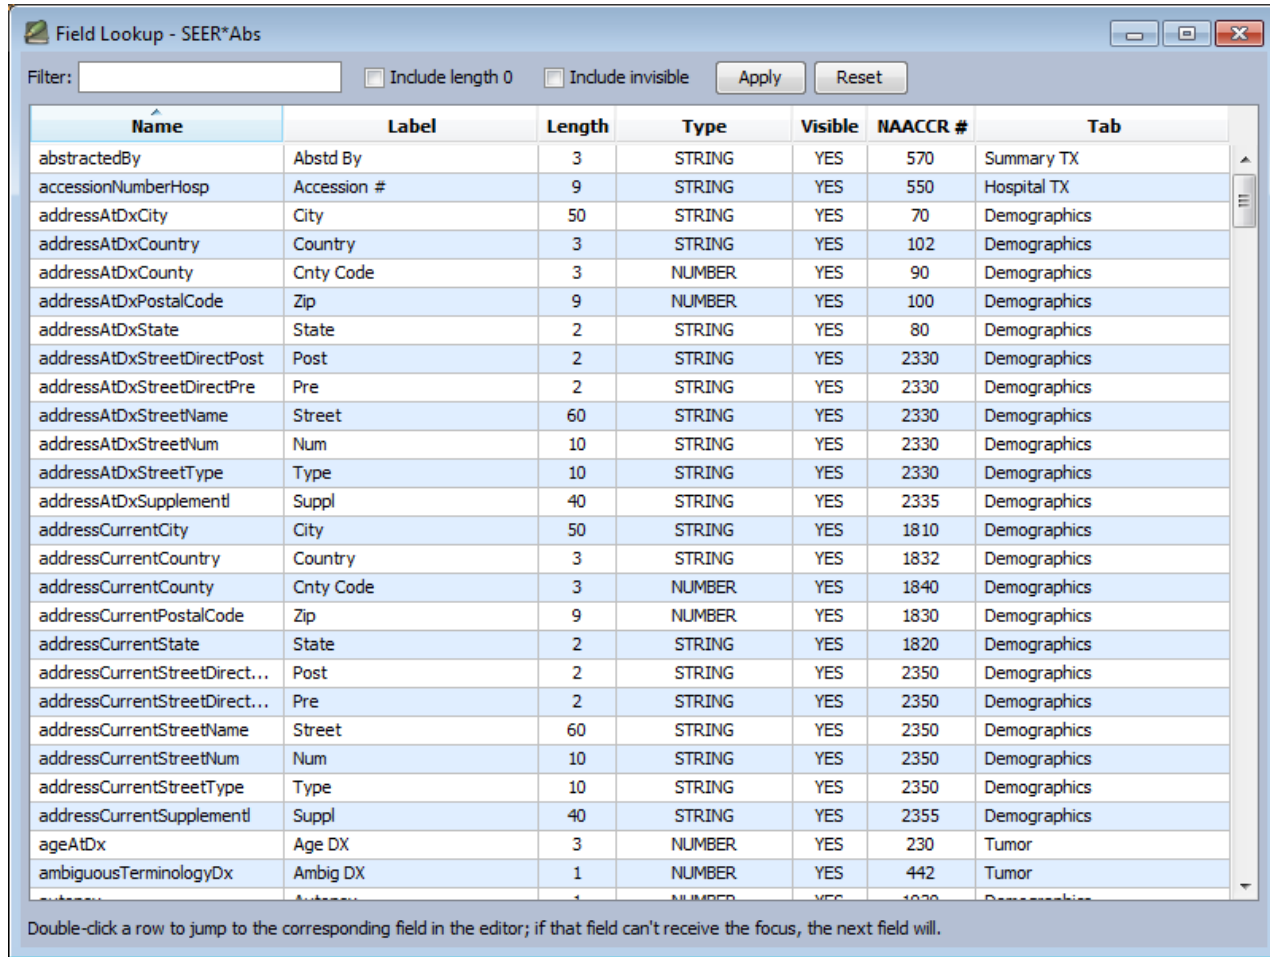 Field Lookup - SEER*Abs
Filter: Include length 0 Include invisible Apply Reset
Name Label Length Type Visible NAACCR # Tab
abstractedBy Abstd By 3 STRING YES 570 Summary TX
accessionNumberHosp Accession # 9 STRING YES 550 Hospital TX
addressAtDxCity City 50 STRING YES 70 Demographics
addressAtDxCountry Country 3 STRING YES 102 Demographics
addressAtDxCounty Cnty Code 3 NUMBER YES 90 Demographics
addressAtDxPostalCode Zip 9 NUMBER YES 100 Demographics
addressAtDxState State 2 STRING YES 80 Demographics
addressAtDxStreetDirectPost Post 2 STRING YES 2330 Demographics
addressAtDxStreetDirectPre Pre 2 STRING YES 2330 Demographics
addressAtDxStreetName Street 60 STRING YES 2330 Demographics
addressAtDxStreetNum Num 10 STRING YES 2330 Demographics
addressAtDxStreetType Type 10 STRING YES 2330 Demographics
addressAtDxSupplementl Suppl 40 STRING YES 2335 Demographics
addressCurrentCity City 50 STRING YES 1810 Demographics
addressCurrentCountry Country 3 STRING YES 1832 Demographics
addressCurrentCounty Cnty Code 3 NUMBER YES 1840 Demographics
addressCurrentPostalCode Zip 9 NUMBER YES 1830 Demographics
addressCurrentState State 2 STRING YES 1820 Demographics
addressCurrentStreetDirect... Post 2 STRING YES 2350 Demographics
addressCurrentStreetDirect... Pre 2 STRING YES 2350 Demographics
addressCurrentStreetName Street 60 STRING YES 2350 Demographics
addressCurrentStreetNum Num 10 STRING YES 2350 Demographics
addressCurrentStreetType Type 10 STRING YES 2350 Demographics
addressCurrentSupplementl Suppl 40 STRING YES 2355 Demographics
ageAtDx Age DX 3 NUMBER YES 230 Tumor
ambiguousTerminologyDx Ambig DX 1 NUMBER YES 442 Tumor
Double-click a row to jump to the corresponding field in the editor; if that field can't receive the focus, the next field will.